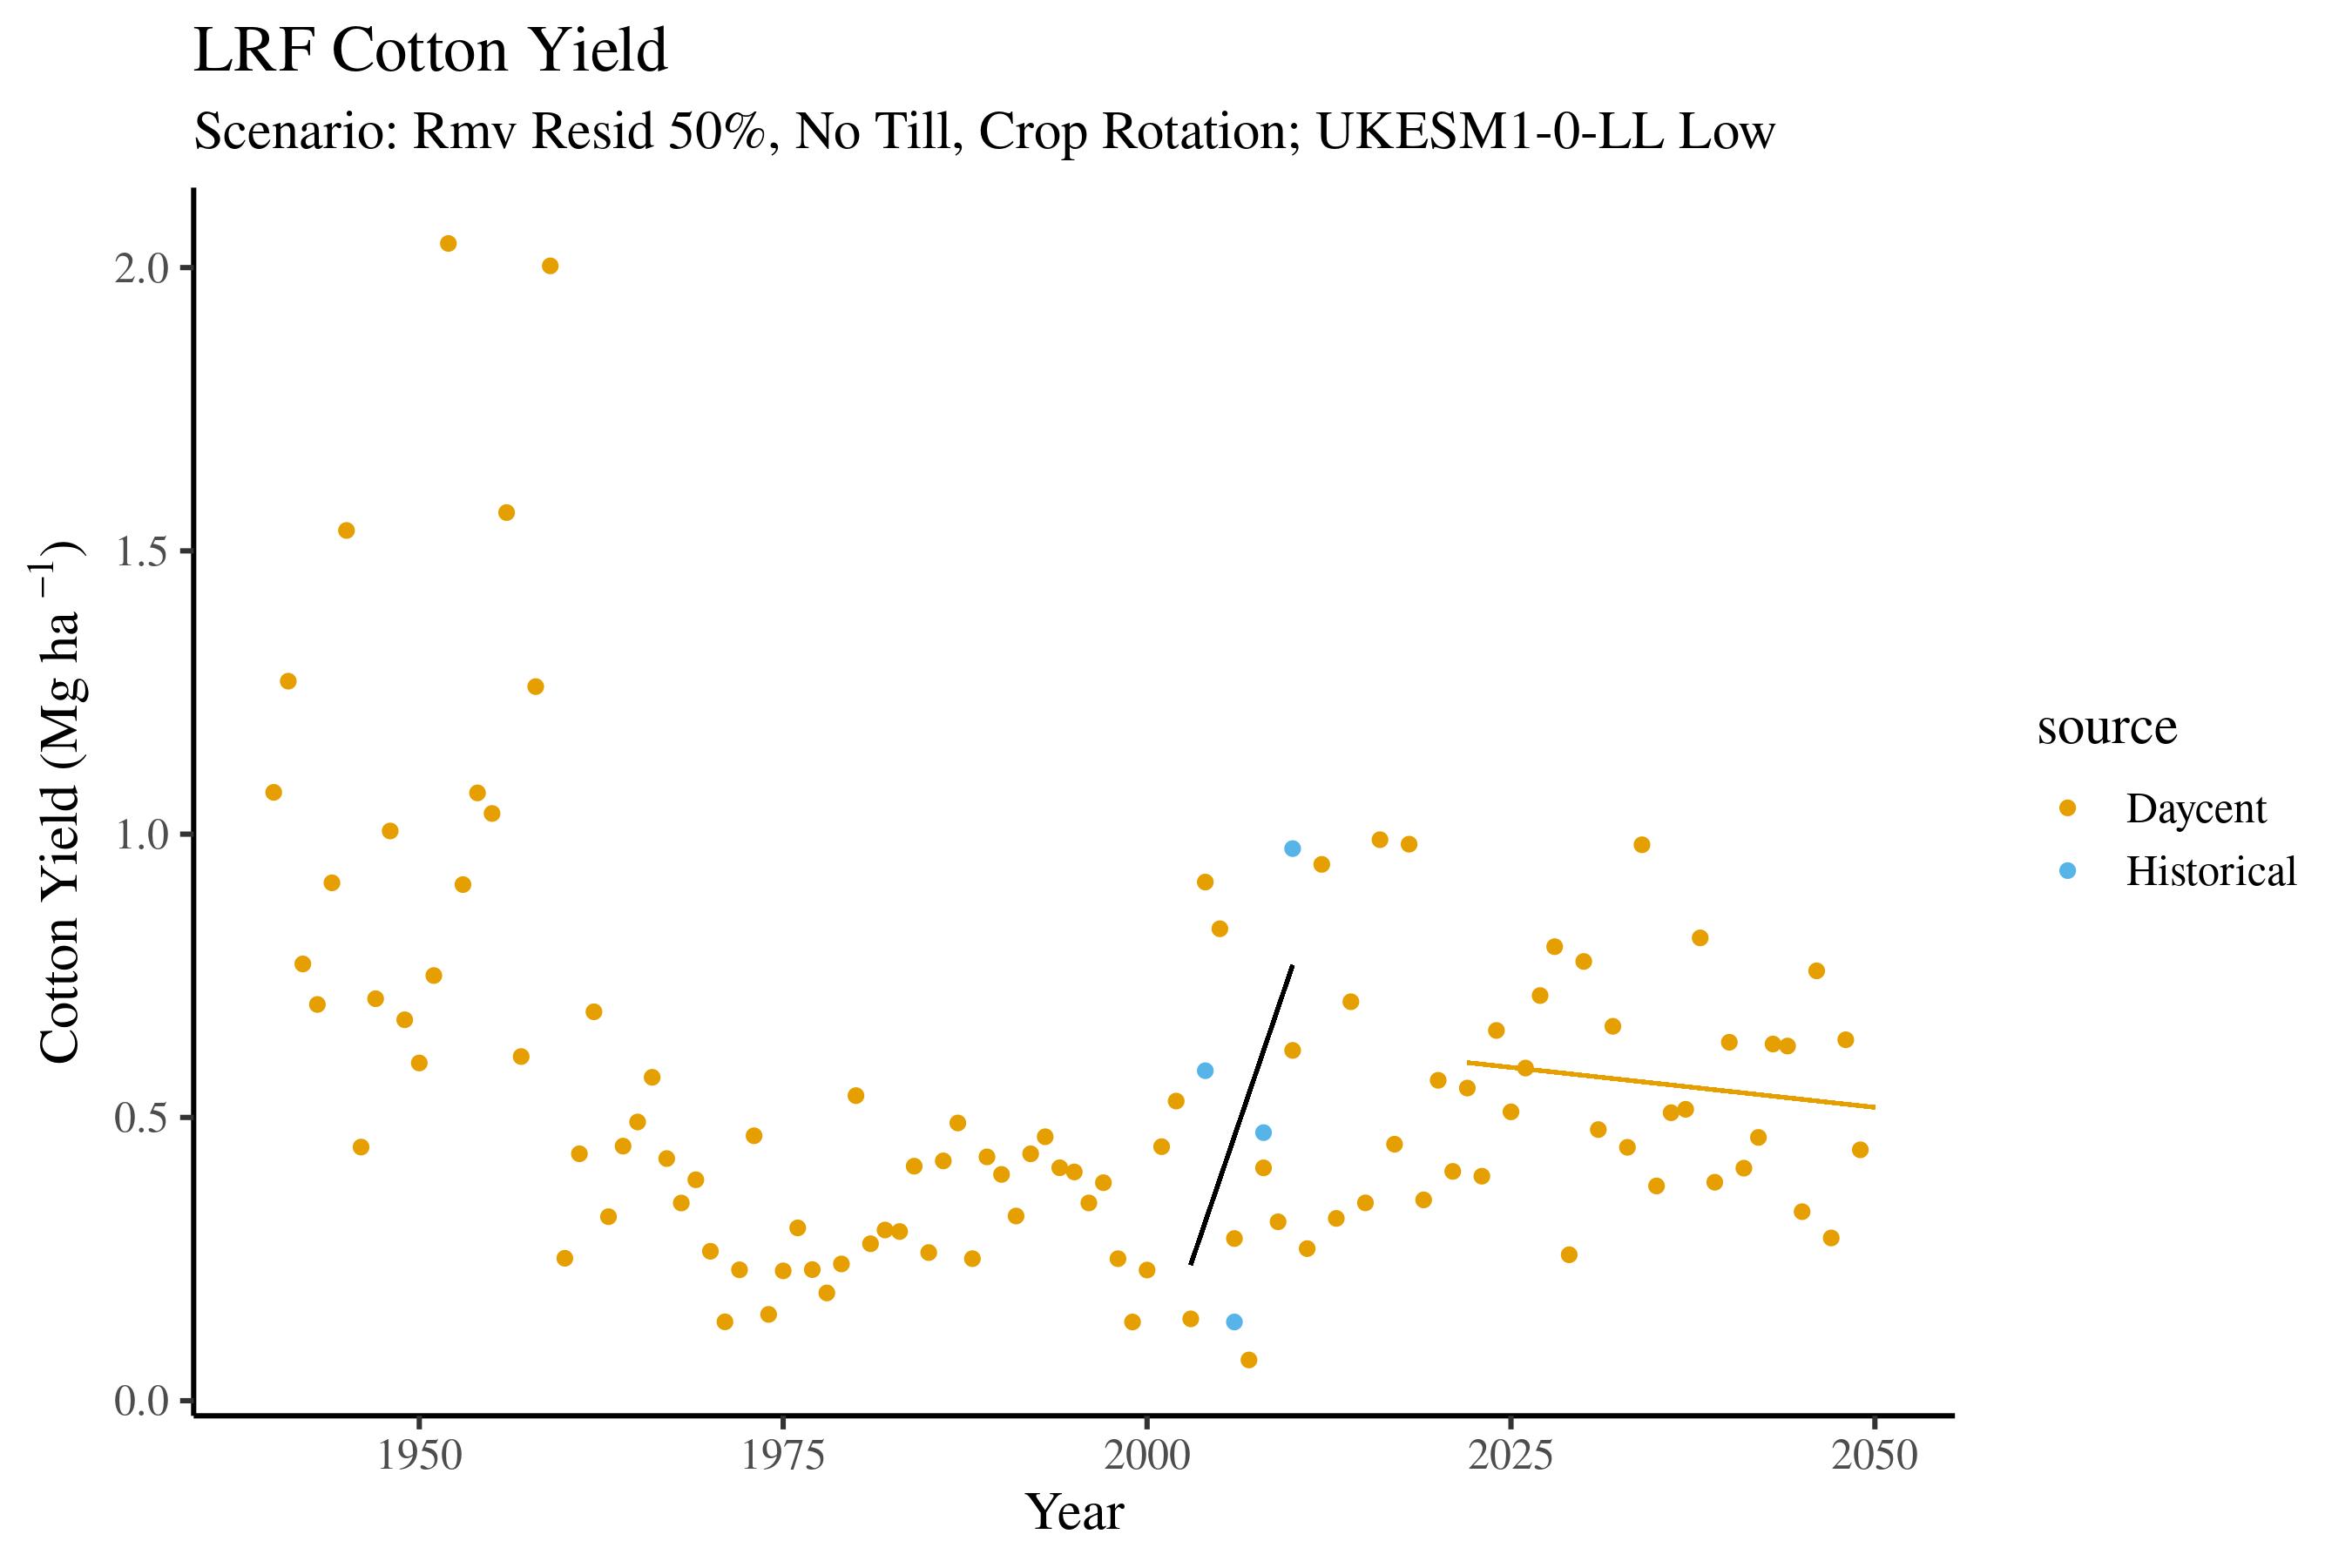 LRF Cotton Yield
Scenario: Rmv Resid 50%, No Till, Crop Rotation; UKESM1-0-LL Low
Cotton Yield (Mg ha −1)
2.0
1.5
1.0
0.5
0.0
1950 1975 2000 2025 2050
Year
source
Daycent
Historical